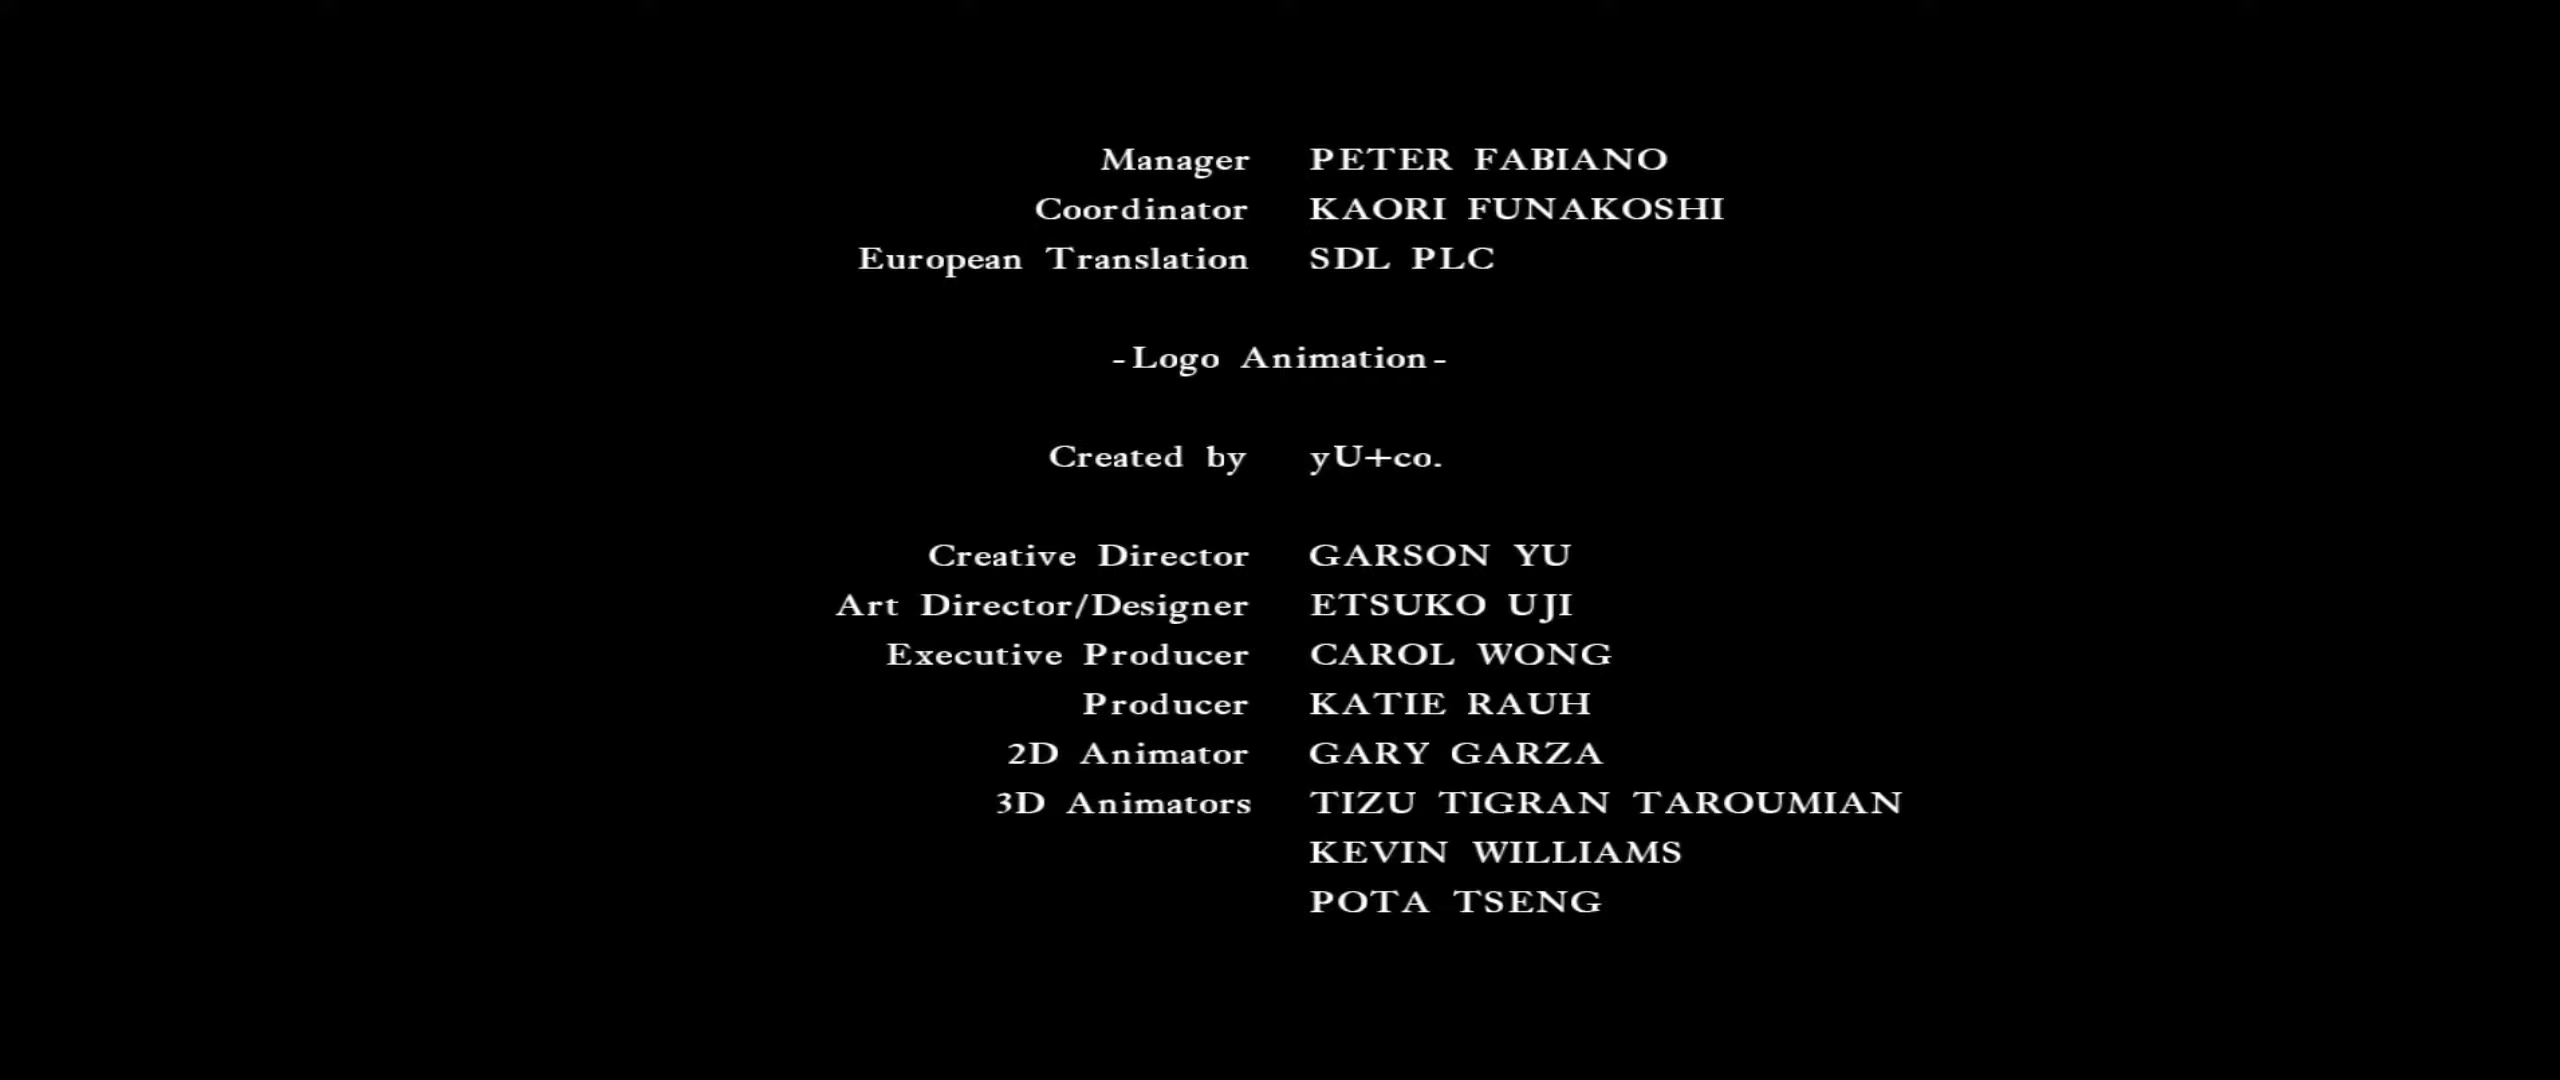 Manager PETER FABIANO
Coordinator KAORI FUNAKOSHI
European Translation SDL PLC
-Logo Animation-
Created by yU+co.
Creative Director GARSON YU
Art Director/Designer ETSUKO UJI
Executive Producer CAROL WONG
Producer KATIE RAUH
2D Animator GARY GARZA
3D Animators TIZU TIGRAN TAROUMIAN
KEVIN WILLIAMS
POTA TSENG